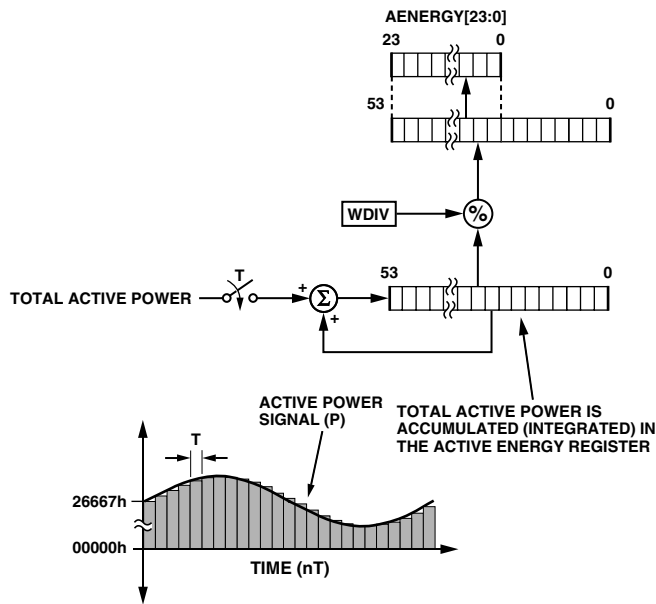 AENERGY[23:0]
23 0
53 0
WDIV
%
53 0
T
TOTAL ACTIVE POWER
+
Σ
+
ACTIVE POWER
SIGNAL (P)
TOTAL ACTIVE POWER IS
ACCUMULATED (INTEGRATED) IN
THE ACTIVE ENERGY REGISTER
T
26667h
00000h
TIME (nT)